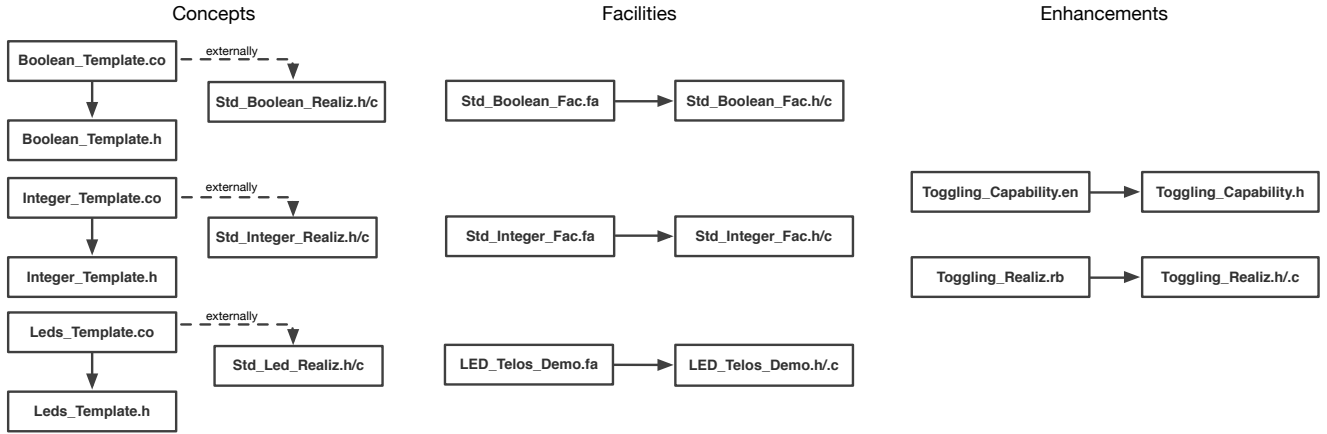 Concepts
Facilities
Enhancements
Boolean_Template.co
externally
Std_Boolean_Realiz.h/c
Boolean_Template.h
Integer_Template.co
externally
Std_Integer_Realiz.h/c
Integer_Template.h
Leds_Template.co
externally
Std_Led_Realiz.h/c
Leds_Template.h
Std_Boolean_Fac.fa
Std_Boolean_Fac.h/c
Std_Integer_Fac.fa
Std_Integer_Fac.h/c
LED_Telos_Demo.fa
LED_Telos_Demo.h/.c
Toggling_Capability.en
Toggling_Capability.h
Toggling_Realiz.rb
Toggling_Realiz.h/.c